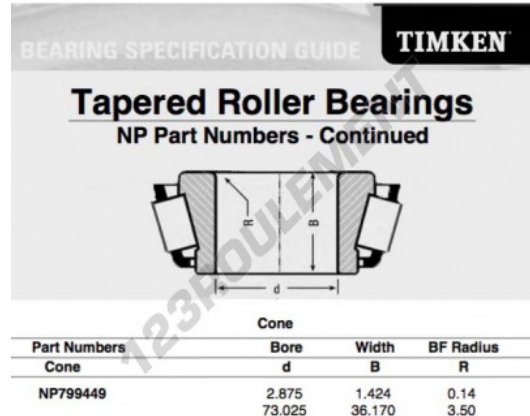 BEARING SPECIFICATION GUIDE
TIMKEN
Tapered Roller Bearings
NP Part Numbers - Continued
R
B
d
123ROULEMENT
Cone
Part Numbers Bore Width BF Radius
Cone d B R
NP799449 2.875 1.424 0.14
73.025 36.170 3.50